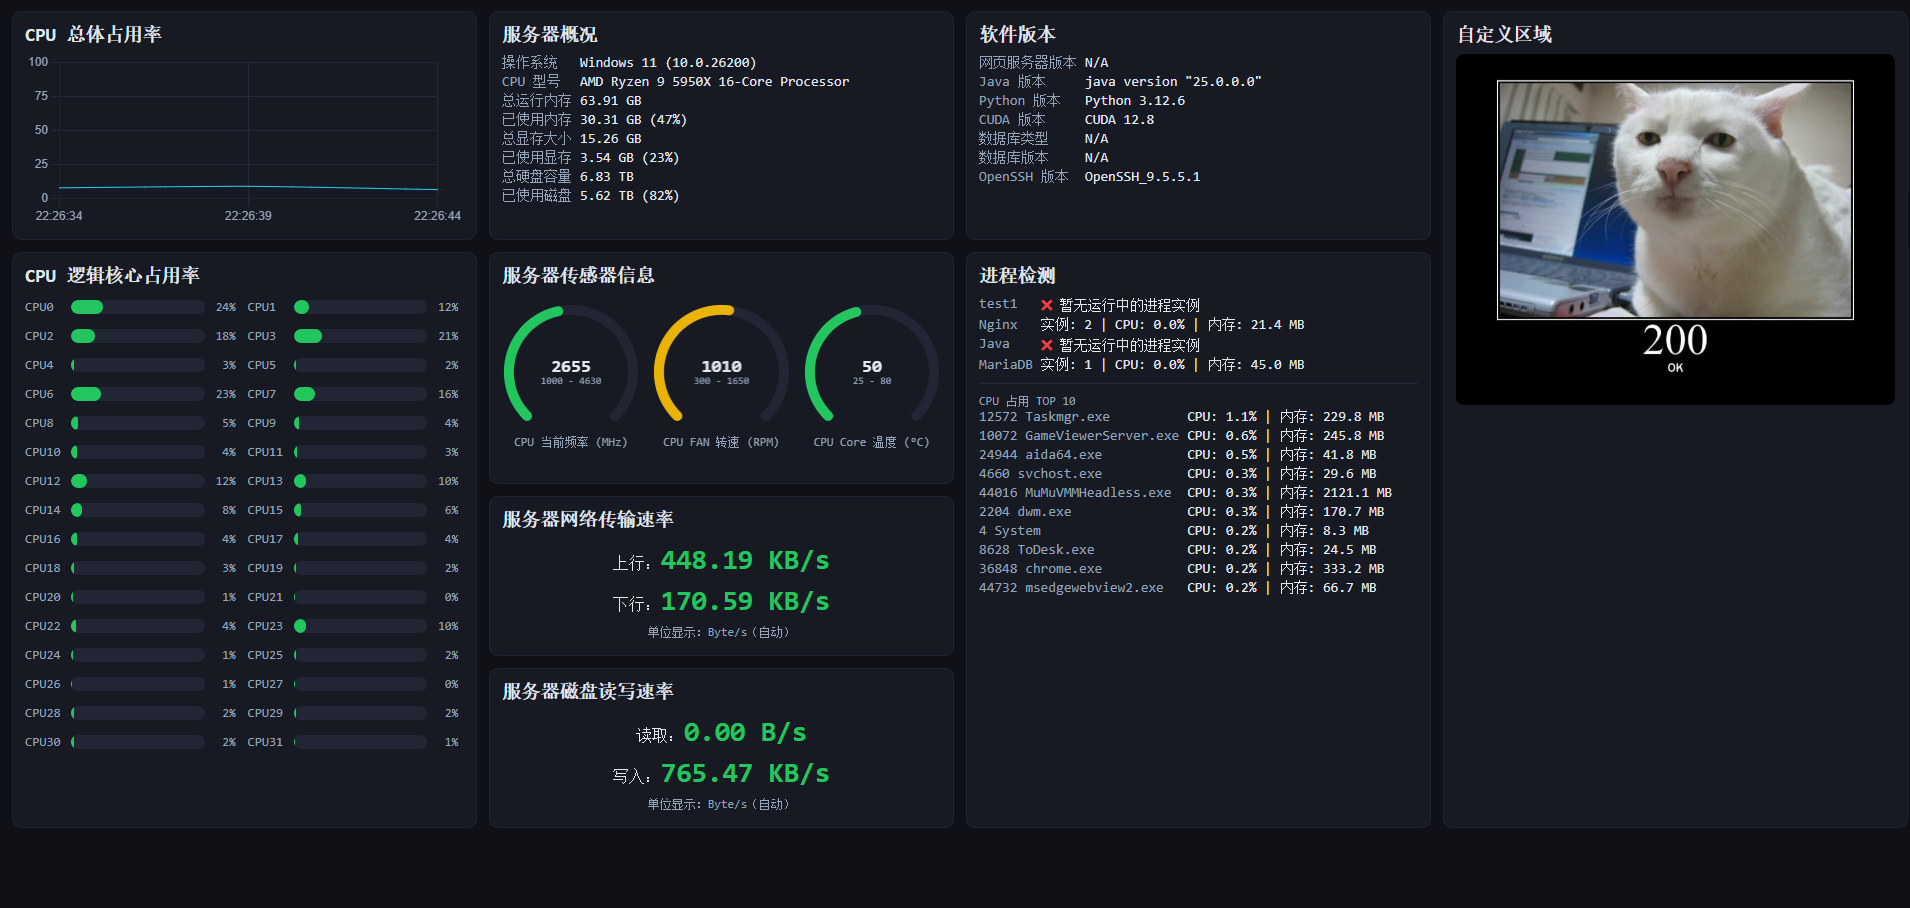 CPU 总体占用率
100
75
50
25
0
22:26:34 22:26:39 22:26:44
服务器概况
操作系统 Windows 11 (10.0.26200)
CPU 型号 AMD Ryzen 9 5950X 16-Core Processor
总运行内存 63.91 GB
已使用内存 30.31 GB (47%)
总显存大小 15.26 GB
已使用显存 3.54 GB (23%)
总硬盘容量 6.83 TB
已使用磁盘 5.62 TB (82%)
软件版本
网页服务器版本 N/A
Java 版本 java version "25.0.0.0"
Python 版本 Python 3.12.6
CUDA 版本 CUDA 12.8
数据库类型 N/A
数据库版本 N/A
OpenSSH 版本 OpenSSH_9.5.5.1
自定义区域
200
OK
CPU 逻辑核心占用率
CPU0 24% CPU1 12%
CPU2 18% CPU3 21%
CPU4 3% CPU5 2%
CPU6 23% CPU7 16%
CPU8 5% CPU9 4%
CPU10 4% CPU11 3%
CPU12 12% CPU13 10%
CPU14 8% CPU15 6%
CPU16 4% CPU17 4%
CPU18 3% CPU19 2%
CPU20 1% CPU21 0%
CPU22 4% CPU23 10%
CPU24 1% CPU25 2%
CPU26 1% CPU27 0%
CPU28 2% CPU29 2%
CPU30 2% CPU31 1%
服务器传感器信息
2655 1010 50
1000 - 4630 300 - 1650 25 - 80
CPU 当前频率 (MHz) CPU FAN 转速 (RPM) CPU Core 温度 (°C)
服务器网络传输速率
上行: 448.19 KB/s
下行: 170.59 KB/s
单位显示: Byte/s (自动)
服务器磁盘读写速率
读取: 0.00 B/s
写入: 765.47 KB/s
单位显示: Byte/s (自动)
进程检测
test1 ❌ 暂无运行中的进程实例
Nginx 实例: 2 | CPU: 0.0% | 内存: 21.4 MB
Java ❌ 暂无运行中的进程实例
MariaDB 实例: 1 | CPU: 0.0% | 内存: 45.0 MB
CPU 占用 TOP 10
12572 Taskmgr.exe CPU: 1.1% | 内存: 229.8 MB
10072 GameViewerServer.exe CPU: 0.6% | 内存: 245.8 MB
24944 aida64.exe CPU: 0.5% | 内存: 41.8 MB
4660 svchost.exe CPU: 0.3% | 内存: 29.6 MB
44016 MuMuVMMHeadless.exe CPU: 0.3% | 内存: 2121.1 MB
2204 dwm.exe CPU: 0.3% | 内存: 170.7 MB
4 System CPU: 0.2% | 内存: 8.3 MB
8628 ToDesk.exe CPU: 0.2% | 内存: 24.5 MB
36848 chrome.exe CPU: 0.2% | 内存: 333.2 MB
44732 msedgewebview2.exe CPU: 0.2% | 内存: 66.7 MB